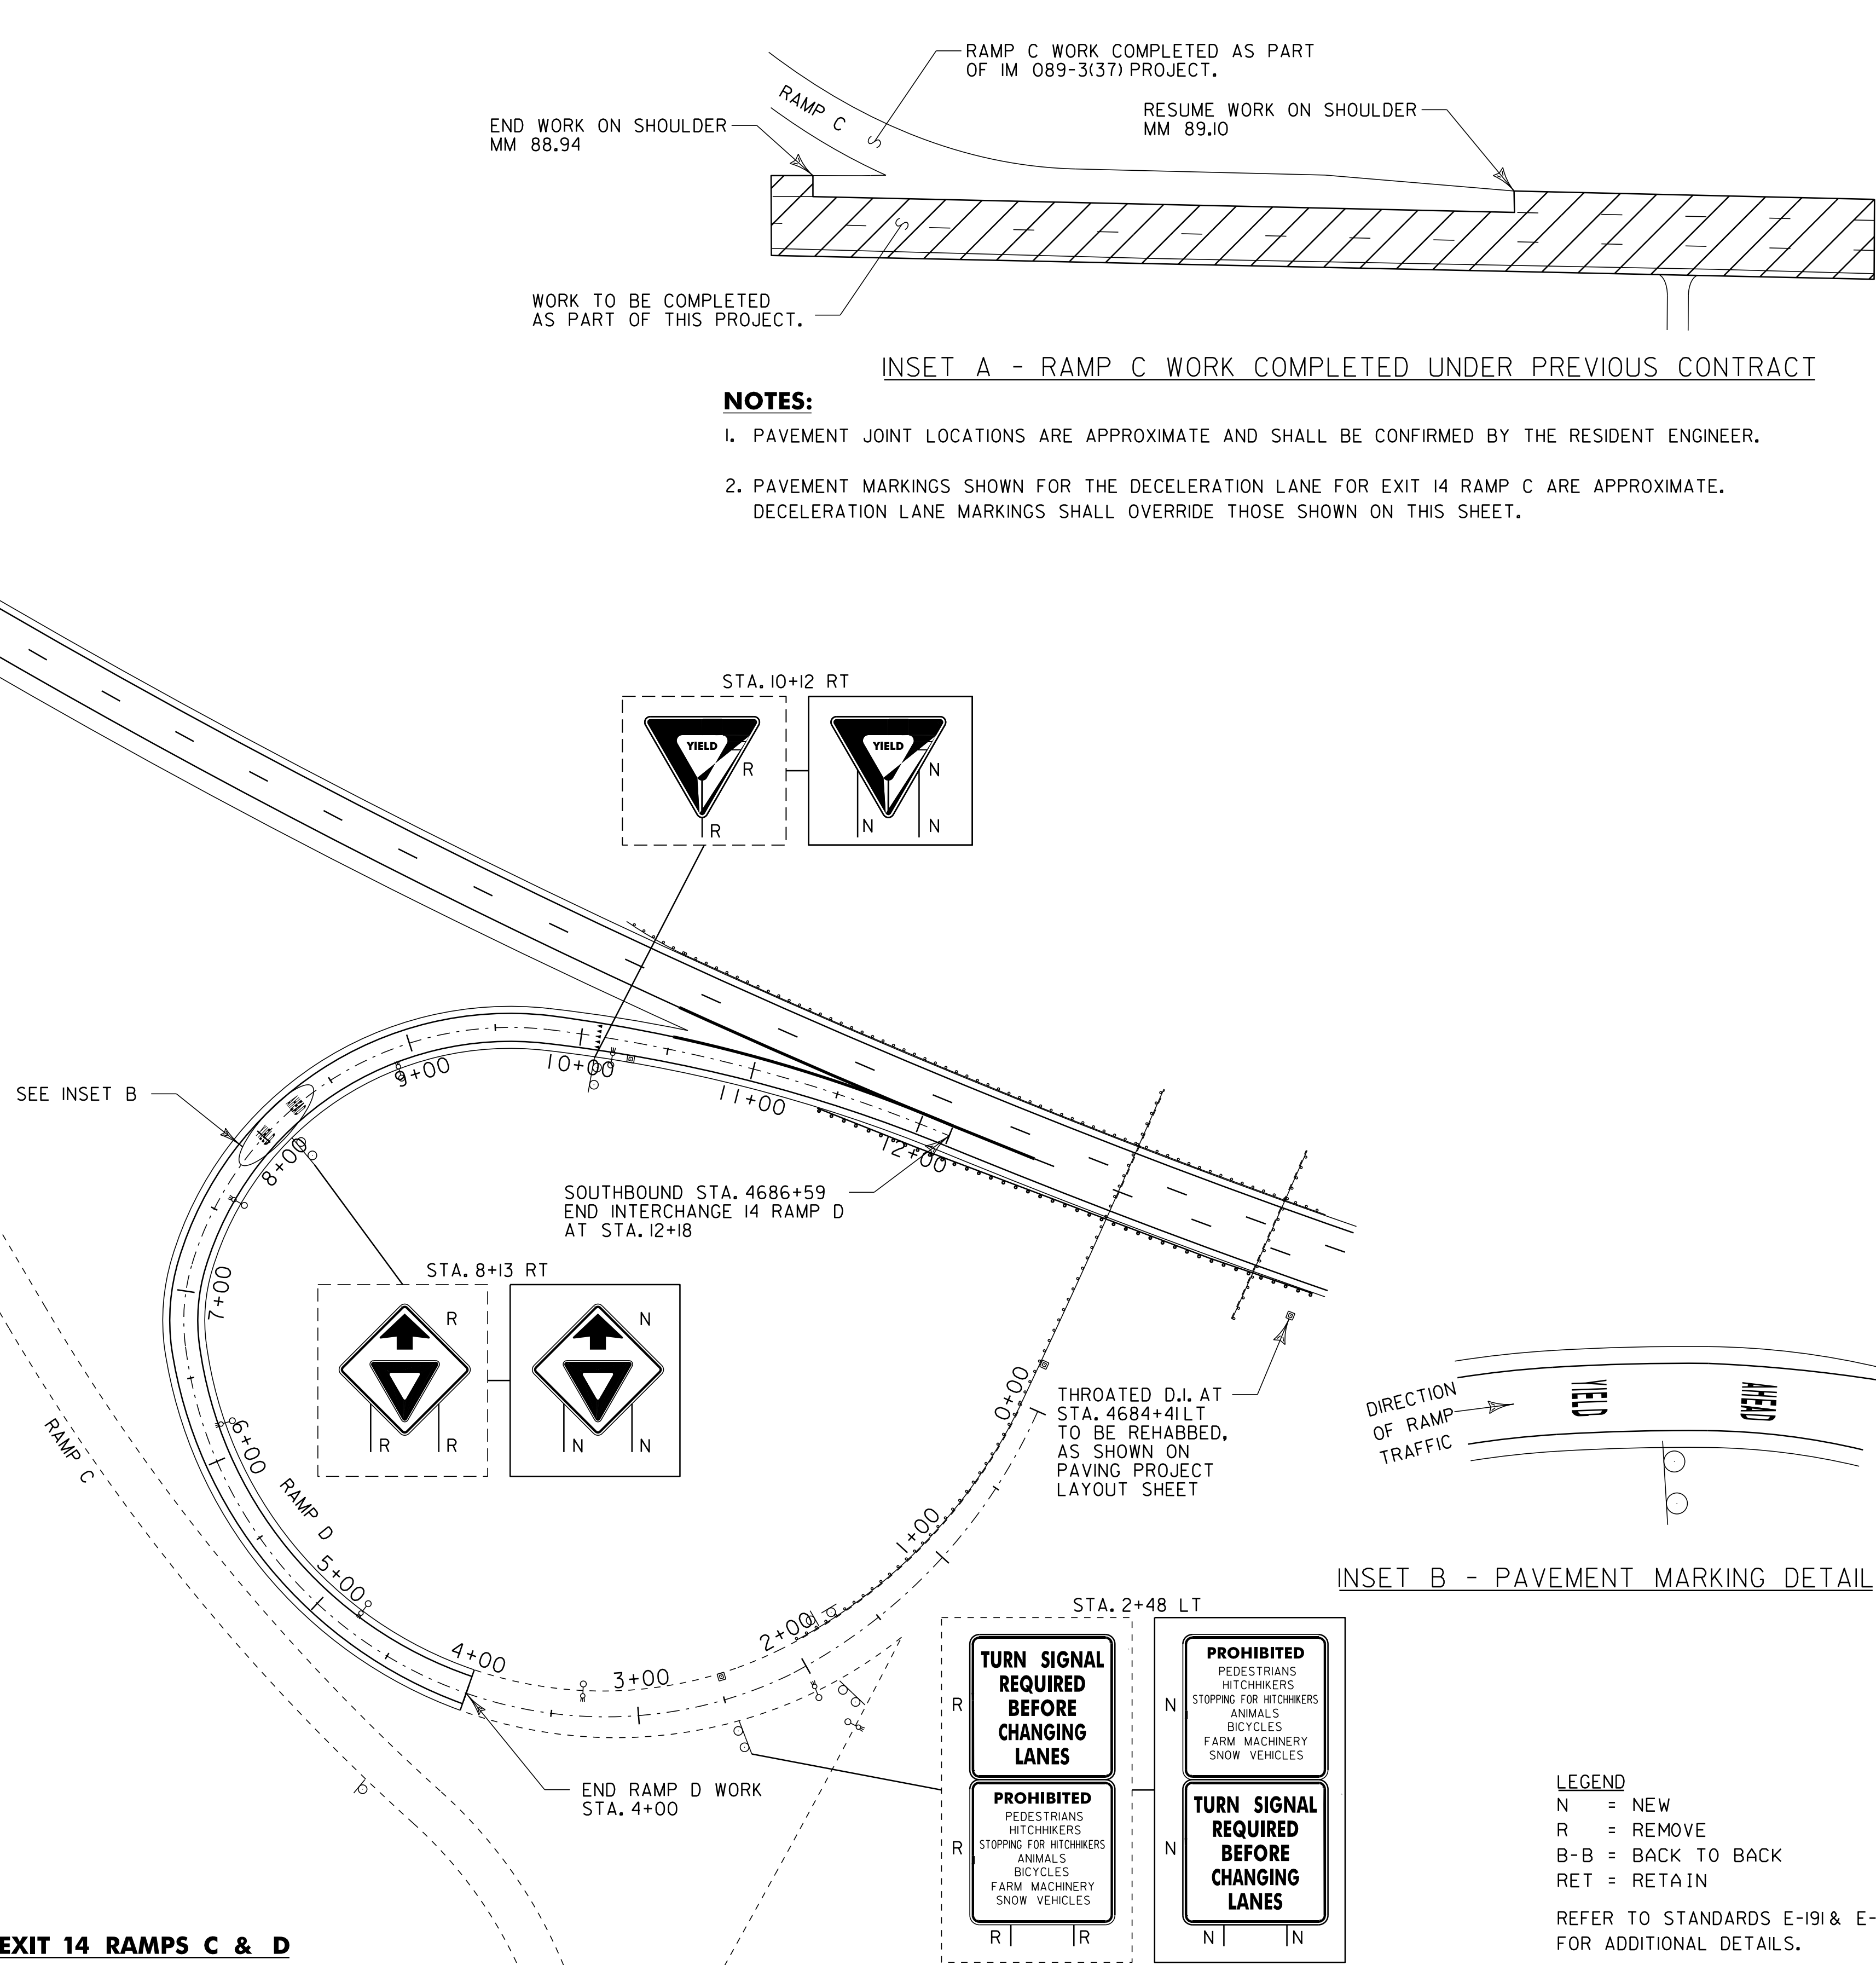 RAMP C WORK COMPLETED AS PART
OF IM 089-3(37) PROJECT.
RAMP C
END WORK ON SHOULDER
MM 88.94
RESUME WORK ON SHOULDER
MM 89.10
WORK TO BE COMPLETED
AS PART OF THIS PROJECT.
INSET A - RAMP C WORK COMPLETED UNDER PREVIOUS CONTRACT
NOTES:
1. PAVEMENT JOINT LOCATIONS ARE APPROXIMATE AND SHALL BE CONFIRMED BY THE RESIDENT ENGINEER.
2. PAVEMENT MARKINGS SHOWN FOR THE DECELERATION LANE FOR EXIT 14 RAMP C ARE APPROXIMATE.
DECELERATION LANE MARKINGS SHALL OVERRIDE THOSE SHOWN ON THIS SHEET.
STA. 10+12 RT
YIELD
R
R
YIELD
N
N
N
SEE INSET B
AHEAD
YIELD
9+00
10+00
11+00
12+00
8+00
SOUTHBOUND STA. 4686+59
END INTERCHANGE 14 RAMP D
AT STA. 12+18
STA. 8+13 RT
R
R
R
N
N
N
7+00
6+00
RAMP C
RAMP D
5+00
4+00
3+00
2+00
1+00
0+00
THROATED D.I. AT
STA. 4684+41 LT
TO BE REHABBED,
AS SHOWN ON
PAVING PROJECT
LAYOUT SHEET
DIRECTION
OF RAMP
TRAFFIC
YIELD
AHEAD
INSET B - PAVEMENT MARKING DETAIL
STA. 2+48 LT
R
TURN SIGNAL
REQUIRED
BEFORE
CHANGING
LANES
R
PROHIBITED
PEDESTRIANS
HITCHHIKERS
STOPPING FOR HITCHHIKERS
ANIMALS
BICYCLES
FARM MACHINERY
SNOW VEHICLES
R
R
N
PROHIBITED
PEDESTRIANS
HITCHHIKERS
STOPPING FOR HITCHHIKERS
ANIMALS
BICYCLES
FARM MACHINERY
SNOW VEHICLES
N
TURN SIGNAL
REQUIRED
BEFORE
CHANGING
LANES
N
N
END RAMP D WORK
STA. 4+00
LEGEND
N = NEW
R = REMOVE
B-B = BACK TO BACK
RET = RETAIN
REFER TO STANDARDS E-191 & E-
FOR ADDITIONAL DETAILS.
EXIT 14 RAMPS C & D